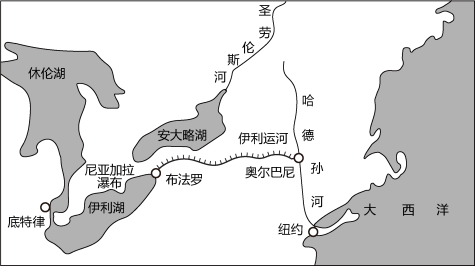 圣劳伦斯河
休伦湖
安大略湖
哈德孙河
伊利运河
尼亚加拉
瀑布
布法罗
奥尔巴尼
底特律
伊利湖
纽约
大西洋